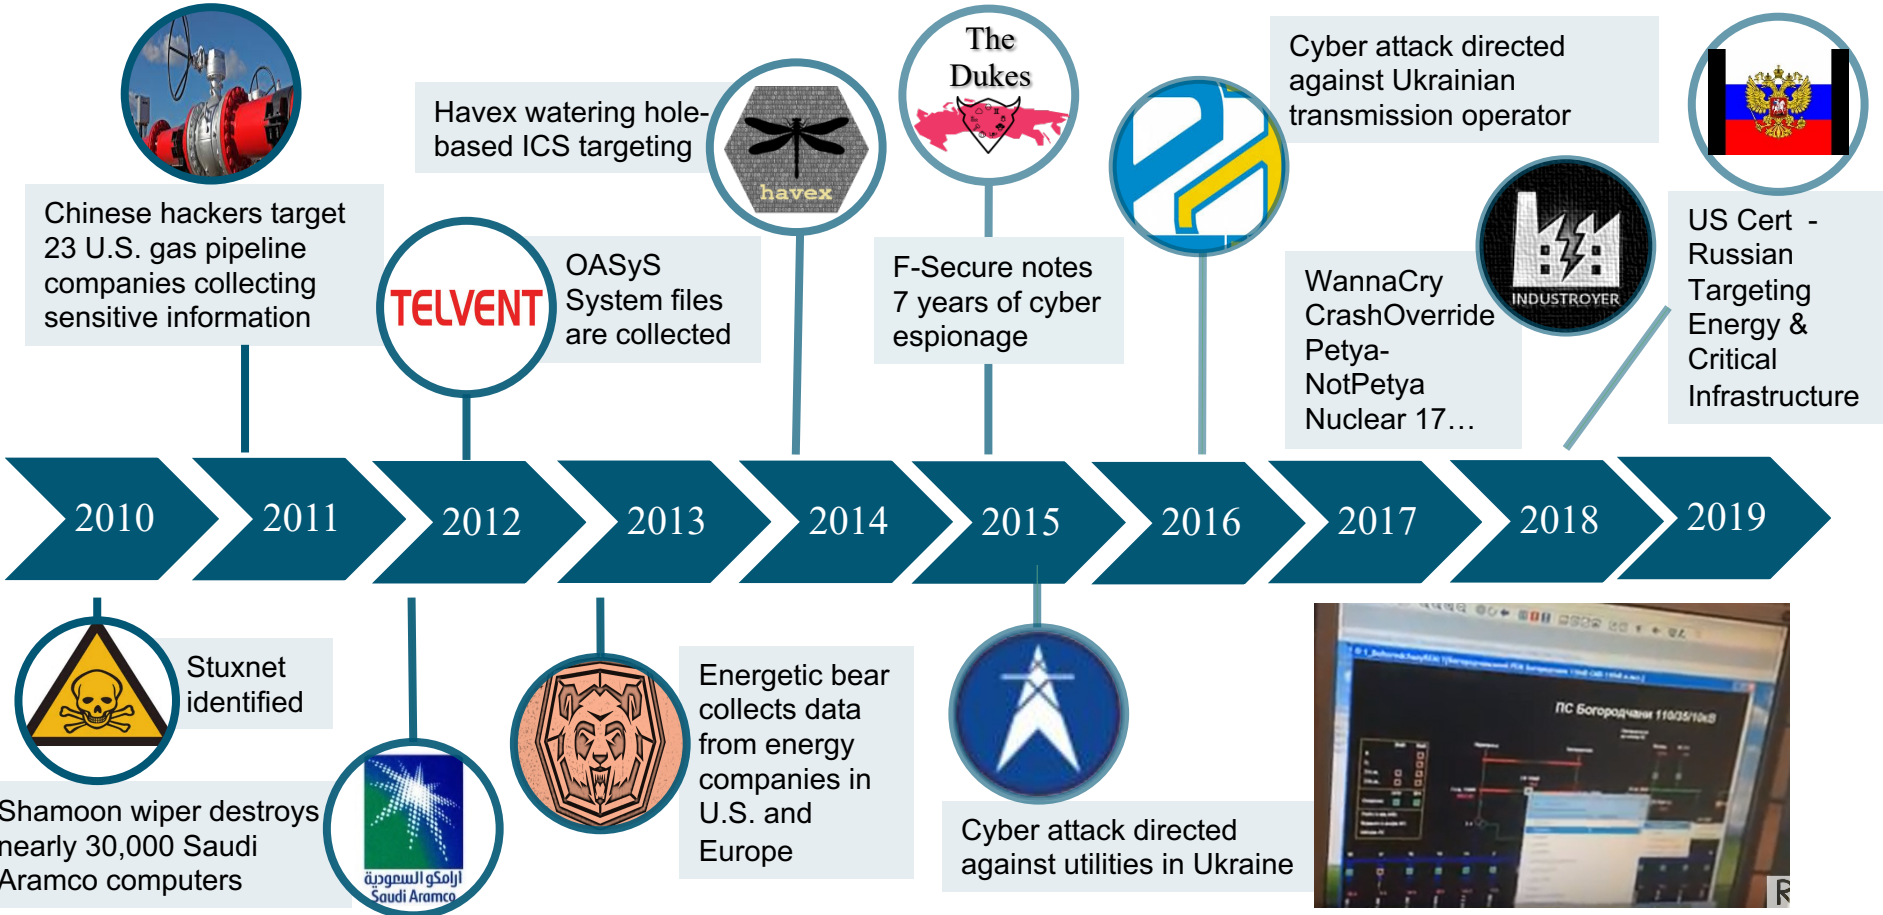 Chinese hackers target
23 U.S. gas pipeline
companies collecting
sensitive information
TELVENT
OASyS
System files
are collected
Havex watering hole-
based ICS targeting
havex
The
Dukes
F-Secure notes
7 years of cyber
espionage
Cyber attack directed
against Ukrainian
transmission operator
WannaCry
CrashOverride
Petya-
NotPetya
Nuclear 17…
INDUSTROYER
US Cert -
Russian
Targeting
Energy &
Critical
Infrastructure
2010
2011
2012
2013
2014
2015
2016
2017
2018
2019
Stuxnet
identified
Shamoon wiper destroys
nearly 30,000 Saudi
Aramco computers
ارامكو السعودية
Saudi Aramco
Energetic bear
collects data
from energy
companies in
U.S. and
Europe
Cyber attack directed
against utilities in Ukraine
ПС Богородчани 110/35/10кВ
R